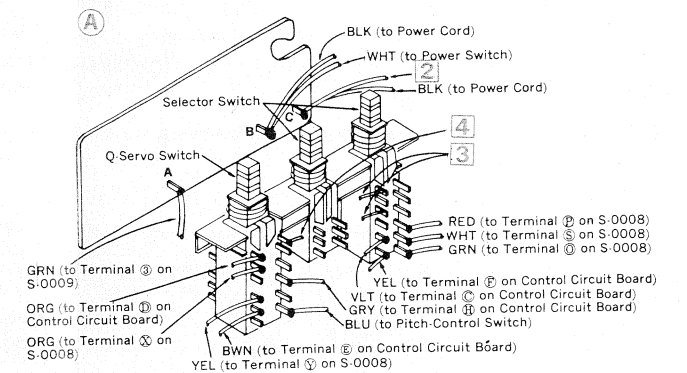 Ⓐ
BLK (to Power Cord)
WHT (to Power Switch)
2
BLK (to Power Cord)
Selector Switch
C
B
4
Q-Servo Switch
3
A
RED (to Terminal Ⓟ on S-0008)
WHT (to Terminal Ⓢ on S-0008)
GRN (to Terminal Ⓞ on S-0008)
GRN (to Terminal ③ on
S-0009)
YEL (to Terminal Ⓕ on Control Circuit Board)
VLT (to Terminal Ⓒ on Control Circuit Board)
ORG (to Terminal Ⓓ on
Control Circuit Board)
GRY (to Terminal Ⓗ on Control Circuit Board)
BLU (to Pitch-Control Switch)
ORG (to Terminal Ⓧ on
S-0008)
BWN (to Terminal Ⓔ on Control Circuit Board)
YEL (to Terminal Ⓨ on S-0008)